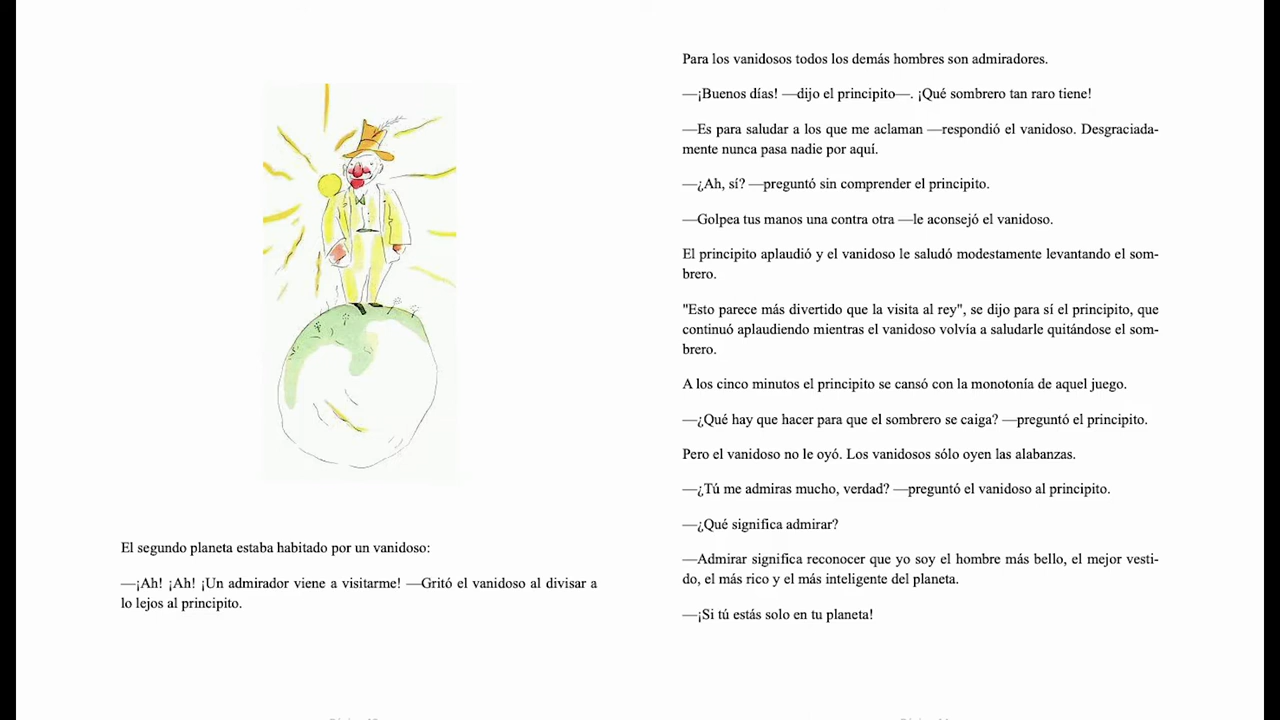 El segundo planeta estaba habitado por un vanidoso:
—¡Ah! ¡Ah! ¡Un admirador viene a visitarme! —Gritó el vanidoso al divisar a
lo lejos al principito.
Para los vanidosos todos los demás hombres son admiradores.
—¡Buenos días! —dijo el principito—. ¡Qué sombrero tan raro tiene!
—Es para saludar a los que me aclaman —respondió el vanidoso. Desgraciada-
mente nunca pasa nadie por aquí.
—¿Ah, sí? —preguntó sin comprender el principito.
—Golpea tus manos una contra otra —le aconsejó el vanidoso.
El principito aplaudió y el vanidoso le saludó modestamente levantando el som-
brero.
"Esto parece más divertido que la visita al rey", se dijo para sí el principito, que
continuó aplaudiendo mientras el vanidoso volvía a saludarle quitándose el som-
brero.
A los cinco minutos el principito se cansó con la monotonía de aquel juego.
—¿Qué hay que hacer para que el sombrero se caiga? —preguntó el principito.
Pero el vanidoso no le oyó. Los vanidosos sólo oyen las alabanzas.
—¿Tú me admiras mucho, verdad? —preguntó el vanidoso al principito.
—¿Qué significa admirar?
—Admirar significa reconocer que yo soy el hombre más bello, el mejor vesti-
do, el más rico y el más inteligente del planeta.
—¡Si tú estás solo en tu planeta!